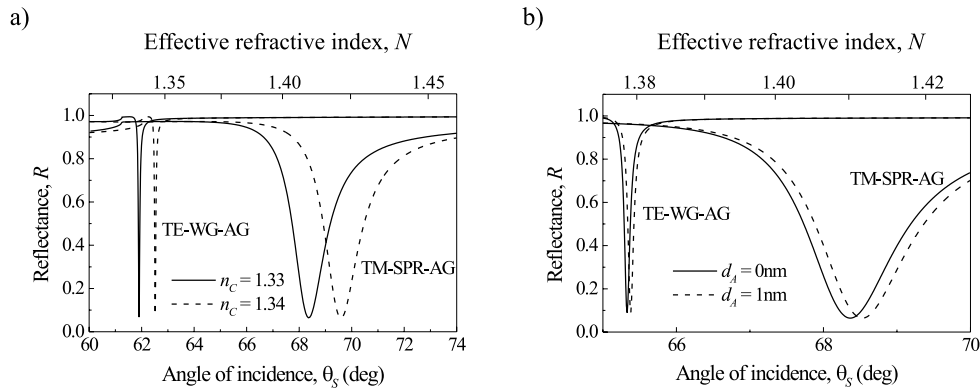 a)
Effective refractive index, N
1.35 1.40 1.45
1.0
0.8
0.6
0.4
0.2
0.0
Reflectance, R
TE-WG-AG
TM-SPR-AG
n_C = 1.33
n_C = 1.34
60 62 64 66 68 70 72 74
Angle of incidence, θ_S (deg)
b)
Effective refractive index, N
1.38 1.40 1.42
1.0
0.8
0.6
0.4
0.2
0.0
Reflectance, R
TM-SPR-AG
TE-WG-AG
d_A = 0nm
d_A = 1nm
66 68 70
Angle of incidence, θ_S (deg)